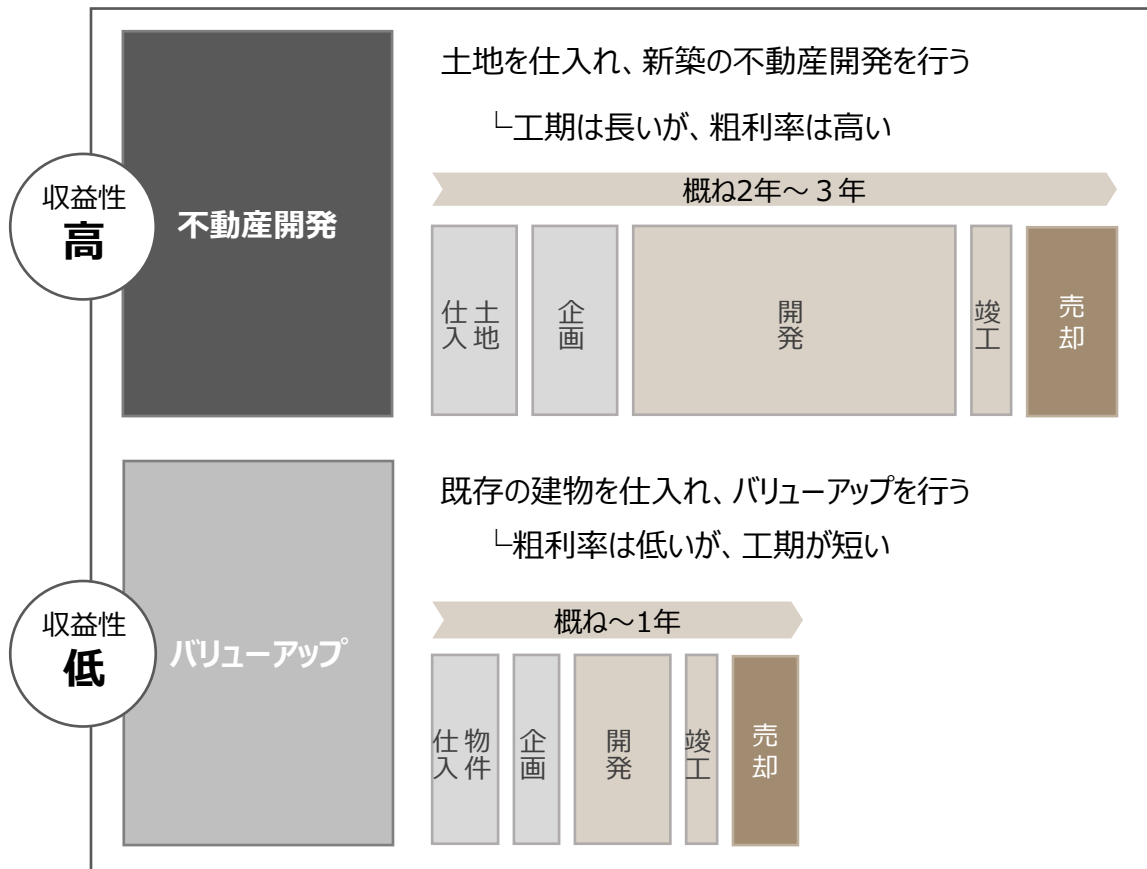 土地を仕入れ、新築の不動産開発を行う
└工期は長いが、粗利率は高い
収益性
高
不動産開発
概ね2年～３年
土地
仕入
企画
開発
竣工
売却
既存の建物を仕入れ、バリューアップを行う
└粗利率は低いが、工期が短い
収益性
低
バリューアップ
概ね～1年
物件
仕入
企画
開発
竣工
売却